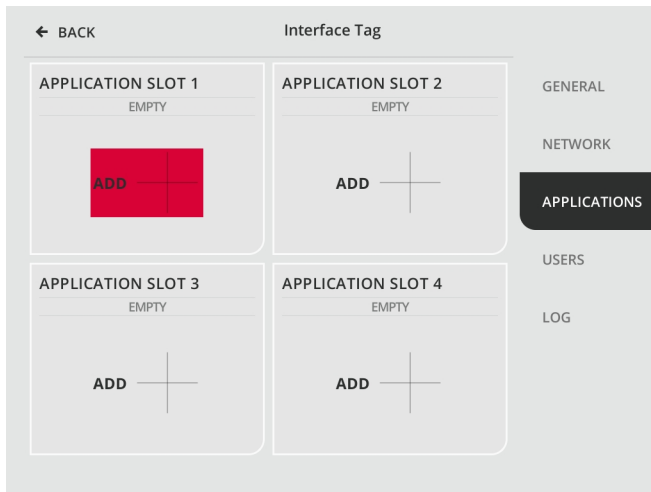 BACK
Interface Tag
APPLICATION SLOT 1
EMPTY
ADD
APPLICATION SLOT 2
EMPTY
ADD
APPLICATION SLOT 3
EMPTY
ADD
APPLICATION SLOT 4
EMPTY
ADD
GENERAL
NETWORK
APPLICATIONS
USERS
LOG